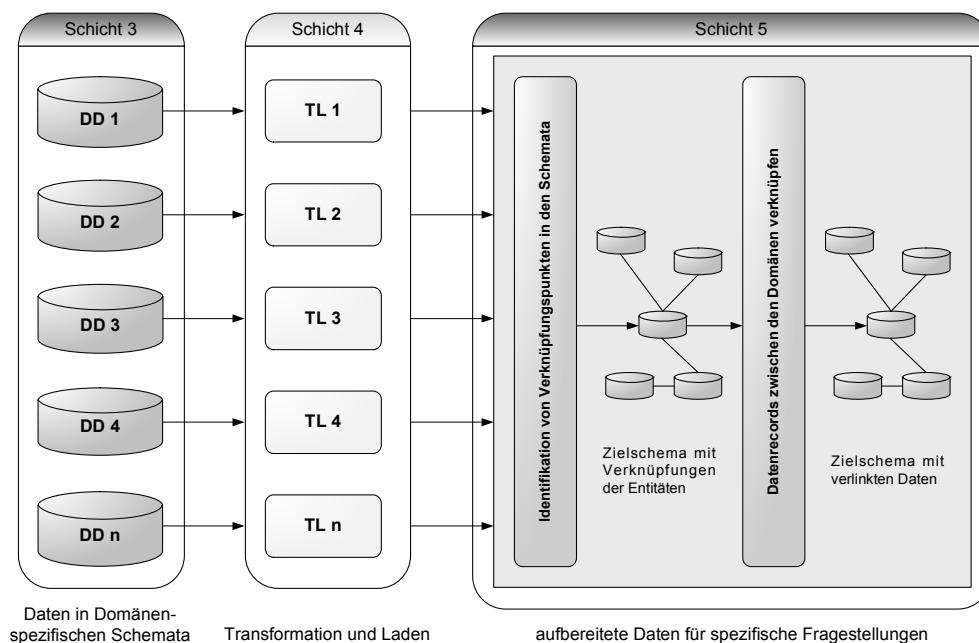 Schicht 3
Schicht 4
Schicht 5
DD 1
DD 2
DD 3
DD 4
DD n
TL 1
TL 2
TL 3
TL 4
TL n
Identifikation von Verknüpfungspunkten in den Schemata
Zielschema mit
Verknüpfungen
der Entitäten
Datenrecords zwischen den Domänen verknüpfen
Zielschema mit
verlinkten Daten
Daten in Domänen-
spezifischen Schemata
Transformation und Laden
aufbereitete Daten für spezifische Fragestellungen